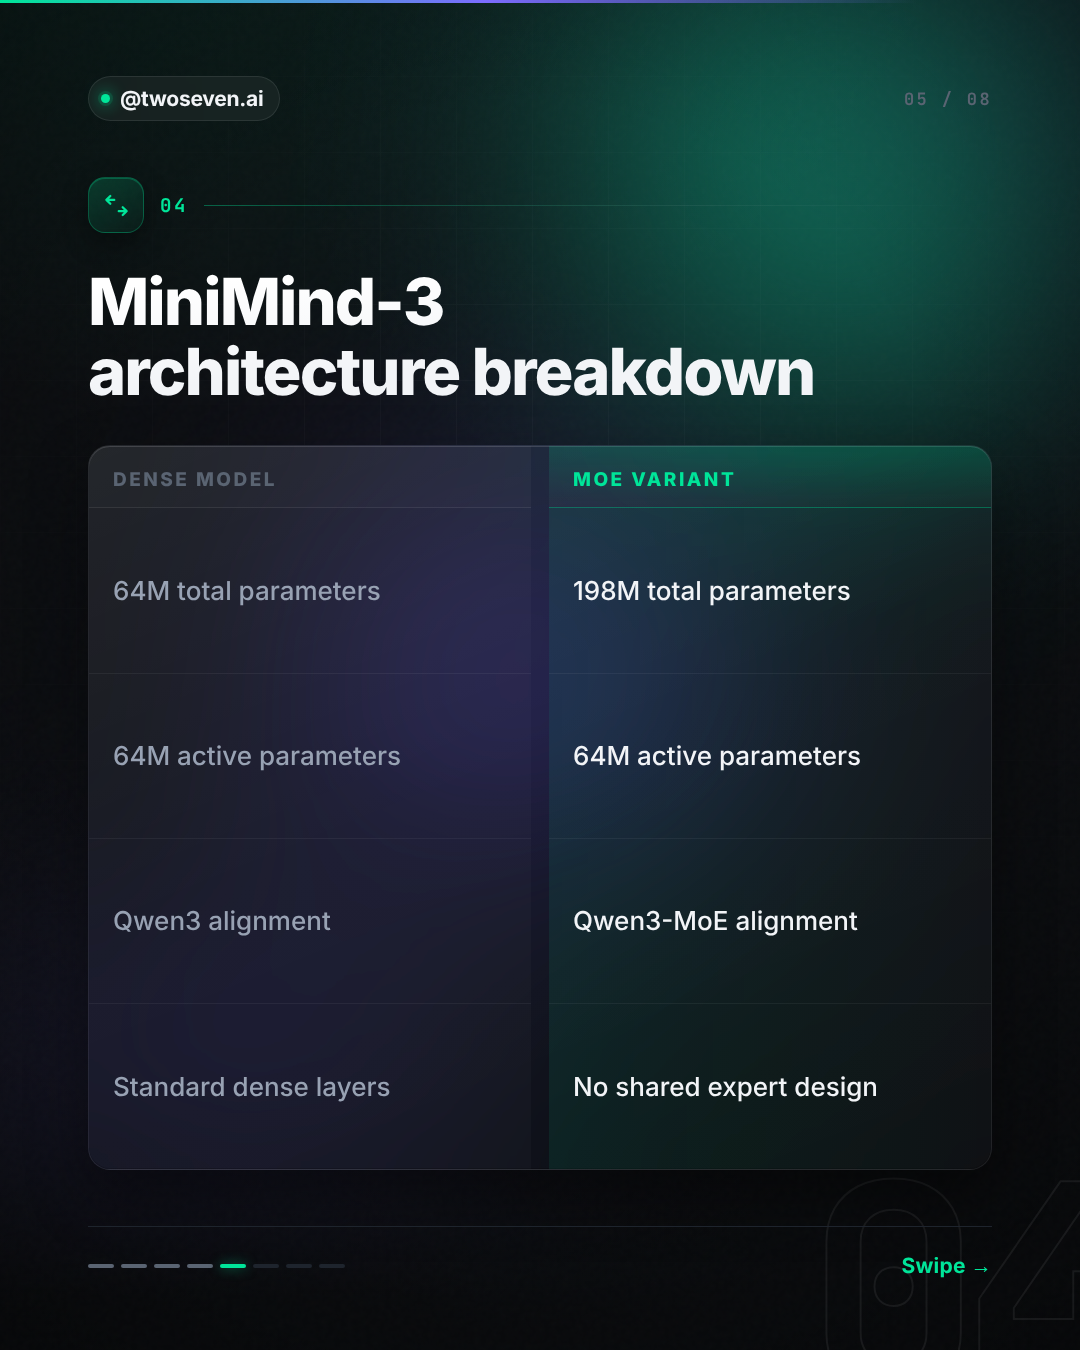 @twoseven.ai
05 / 08
04
MiniMind-3
architecture breakdown
DENSE MODEL
MOE VARIANT
64M total parameters
198M total parameters
64M active parameters
64M active parameters
Qwen3 alignment
Qwen3-MoE alignment
Standard dense layers
No shared expert design
Swipe →
04